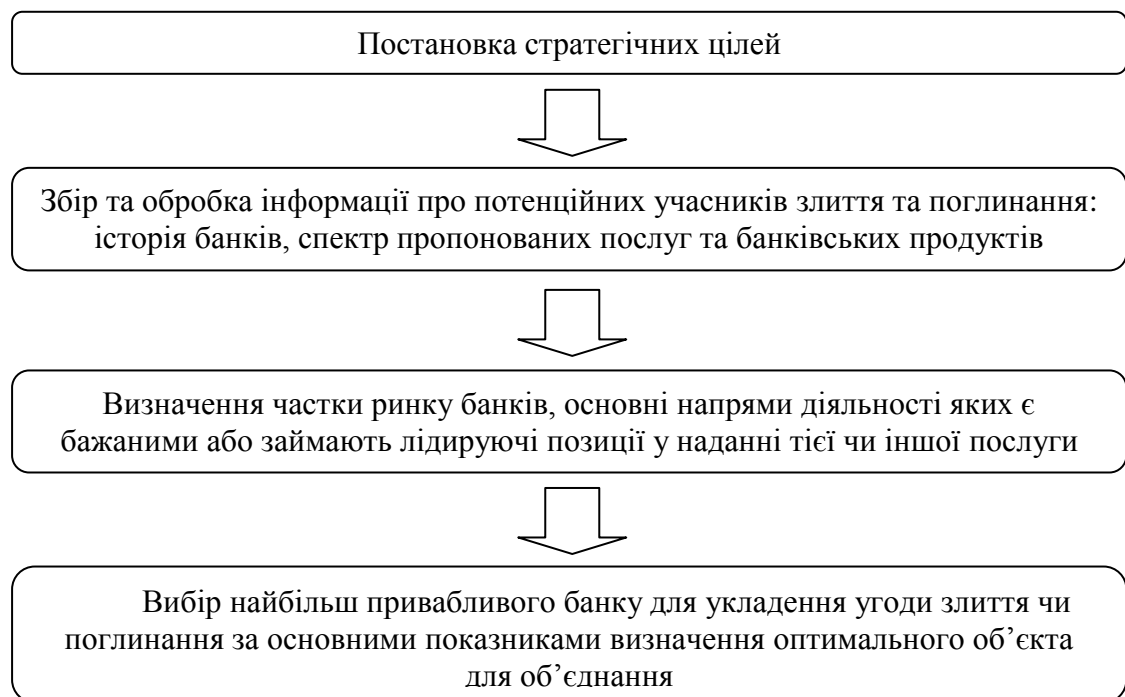 Постановка стратегічних цілей
Збір та обробка інформації про потенційних учасників злиття та поглинання:
історія банків, спектр пропонованих послуг та банківських продуктів
Визначення частки ринку банків, основні напрями діяльності яких є
бажаними або займають лідируючі позиції у наданні тієї чи іншої послуги
Вибір найбільш привабливого банку для укладення угоди злиття чи
поглинання за основними показниками визначення оптимального об’єкта
для об’єднання